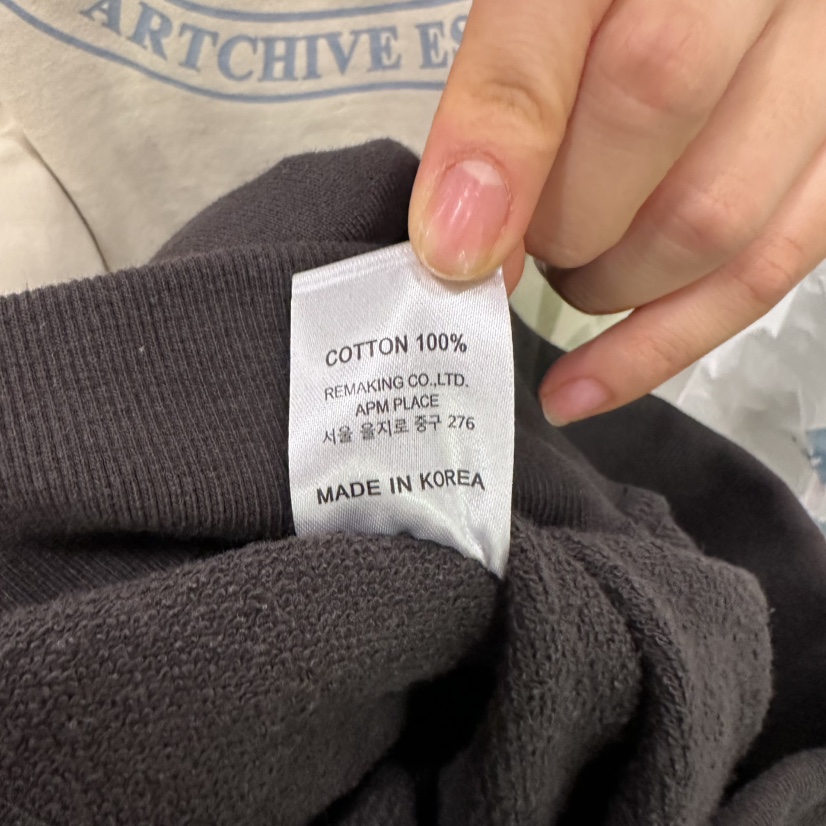 ARTCHIVE ES
COTTON 100%
REMAKING CO.,LTD.
APM PLACE
서울 을지로 중구 276
MADE IN KOREA